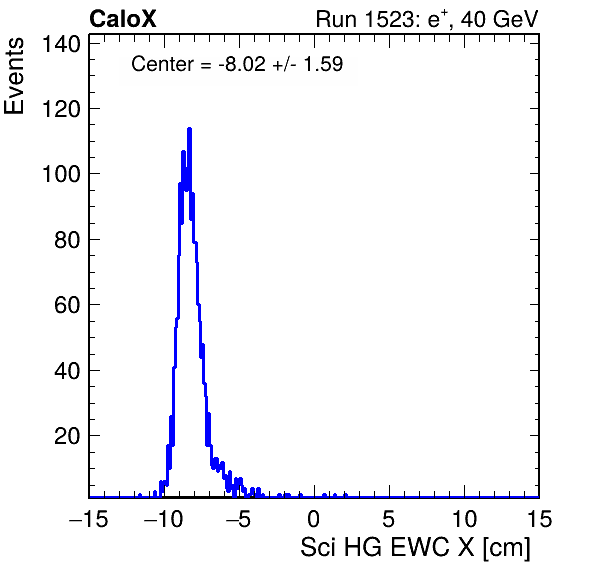 CaloX Run 1523: e⁺, 40 GeV
Center = -8.02 +/- 1.59
Events
140
120
100
80
60
40
20
−15 −10 −5 0 5 10 15
Sci HG EWC X [cm]